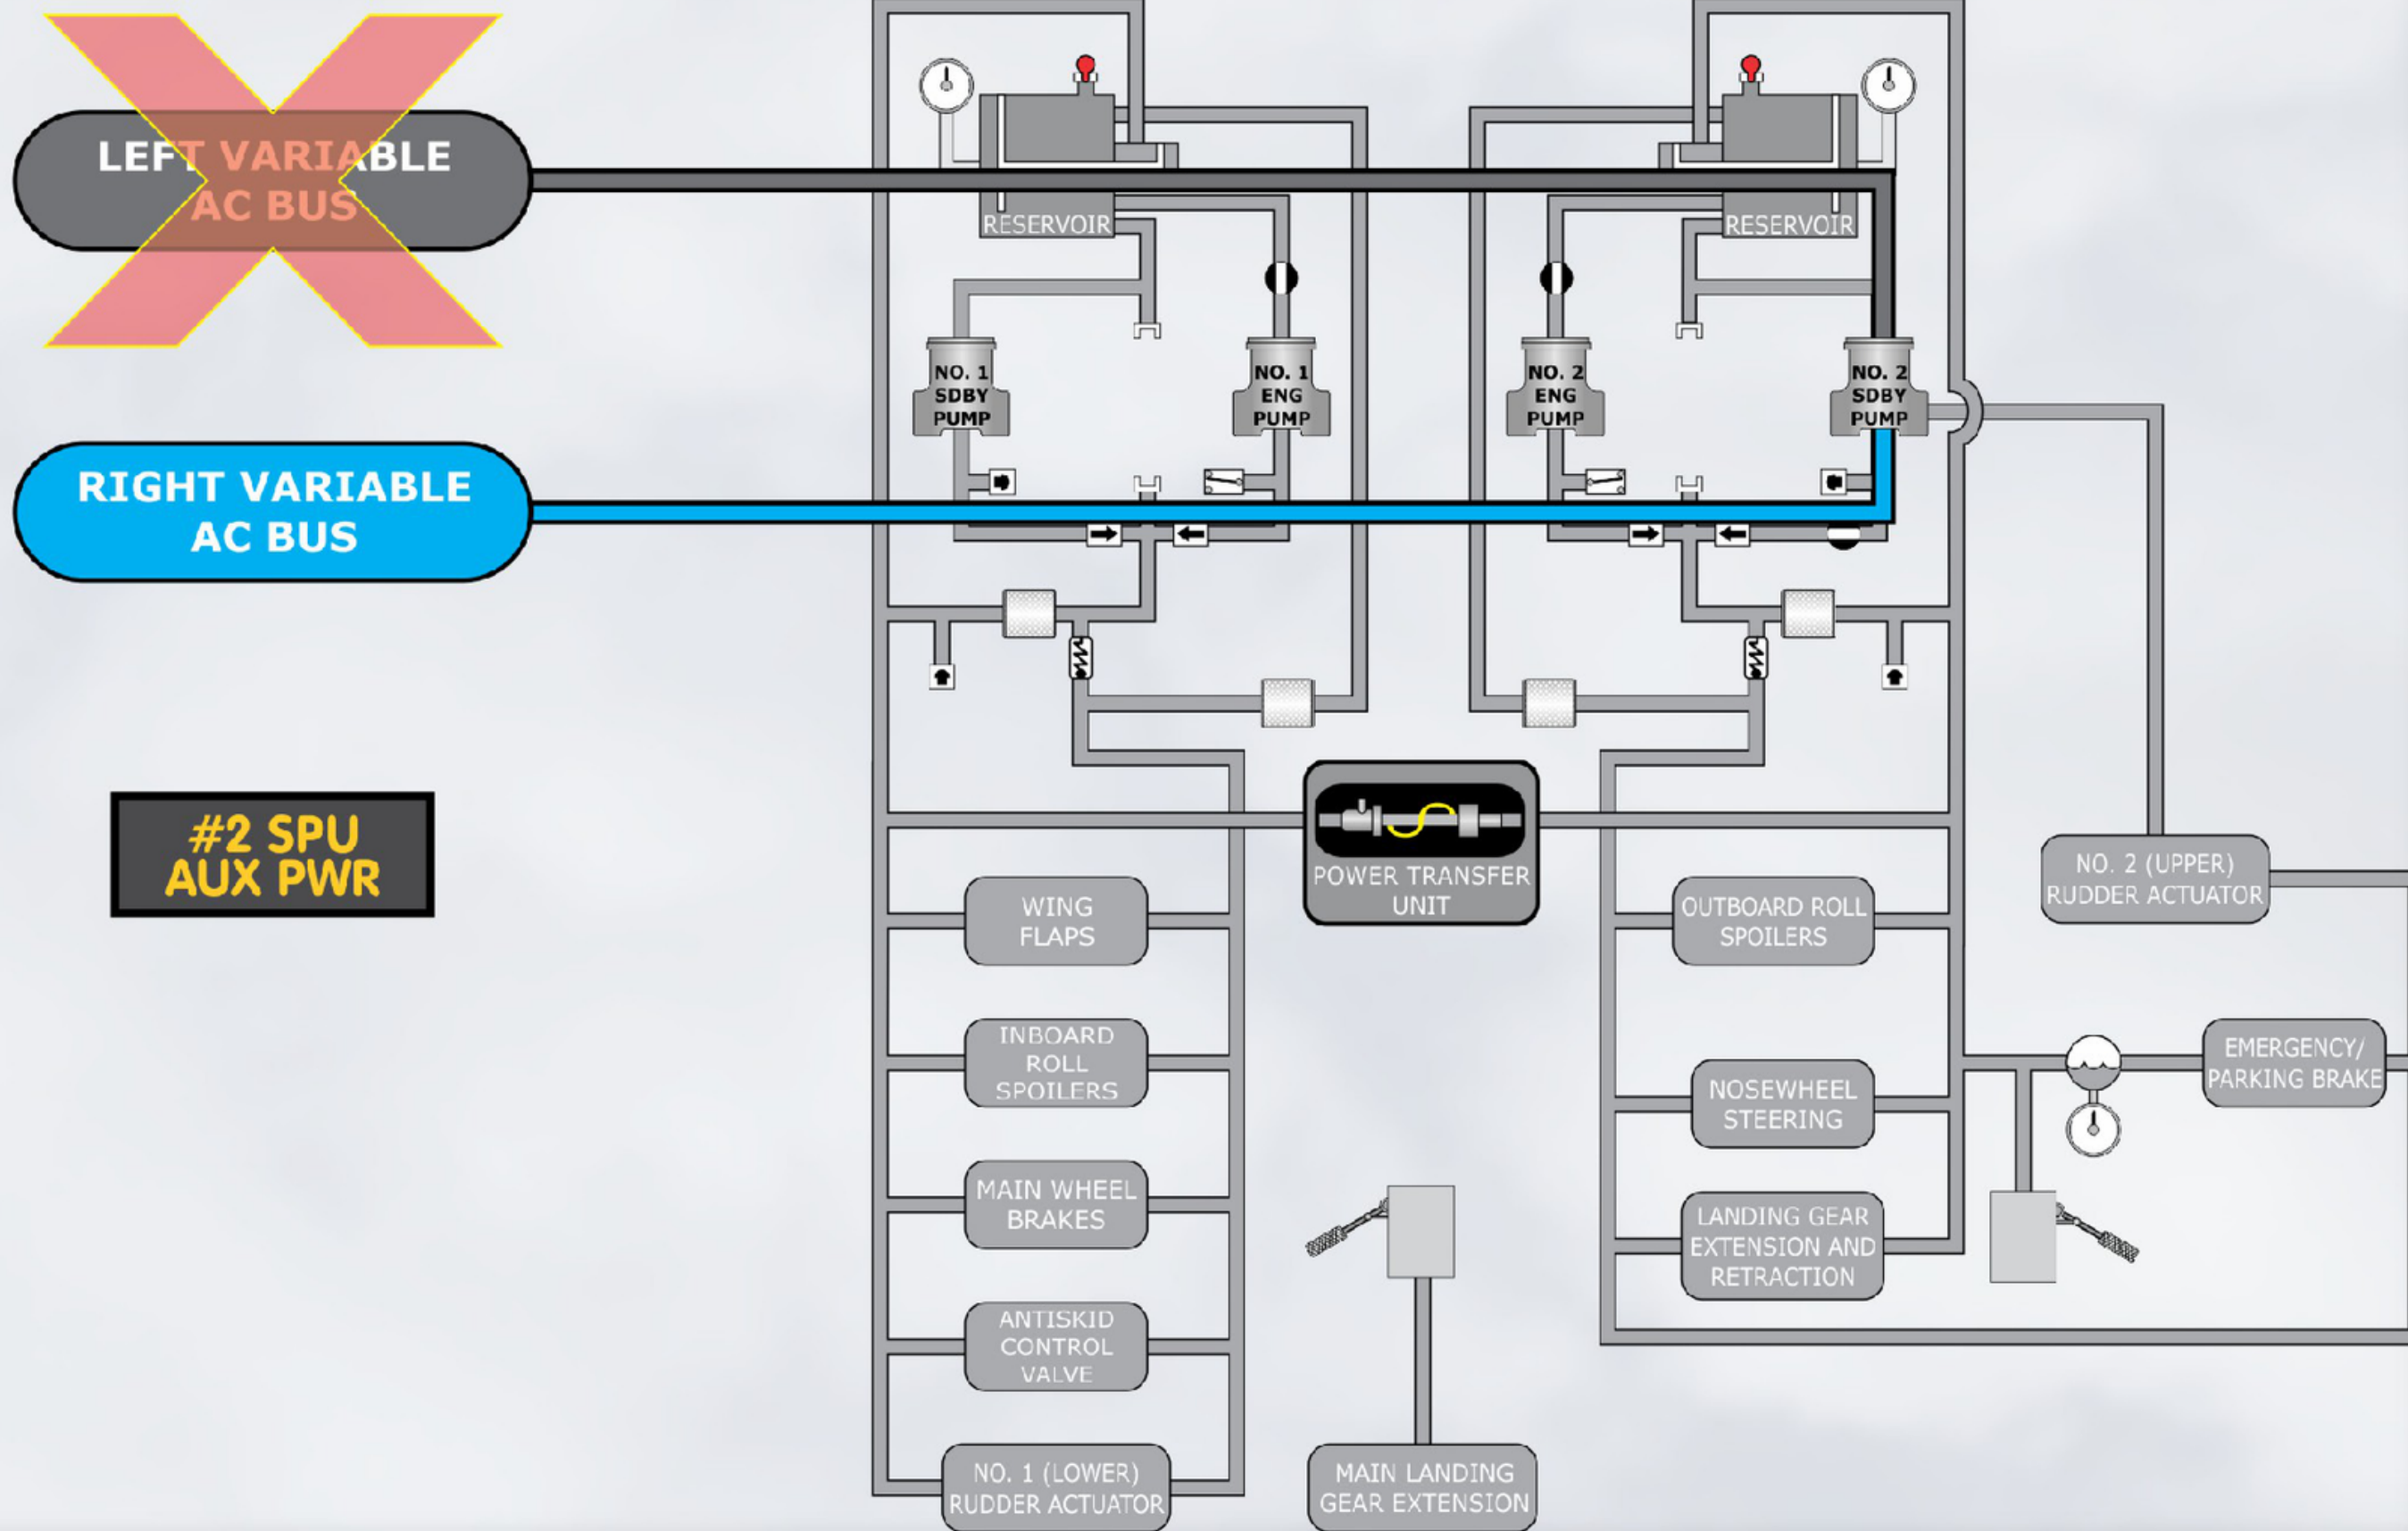 LEFT VARIABLE
AC BUS
RESERVOIR
RESERVOIR
NO. 1
SDBY
PUMP
NO. 1
ENG
PUMP
NO. 2
ENG
PUMP
NO. 2
SDBY
PUMP
RIGHT VARIABLE
AC BUS
#2 SPU
AUX PWR
POWER TRANSFER
UNIT
NO. 2 (UPPER)
RUDDER ACTUATOR
WING
FLAPS
OUTBOARD ROLL
SPOILERS
INBOARD
ROLL
SPOILERS
NOSEWHEEL
STEERING
EMERGENCY/
PARKING BRAKE
MAIN WHEEL
BRAKES
LANDING GEAR
EXTENSION AND
RETRACTION
ANTISKID
CONTROL
VALVE
NO. 1 (LOWER)
RUDDER ACTUATOR
MAIN LANDING
GEAR EXTENSION